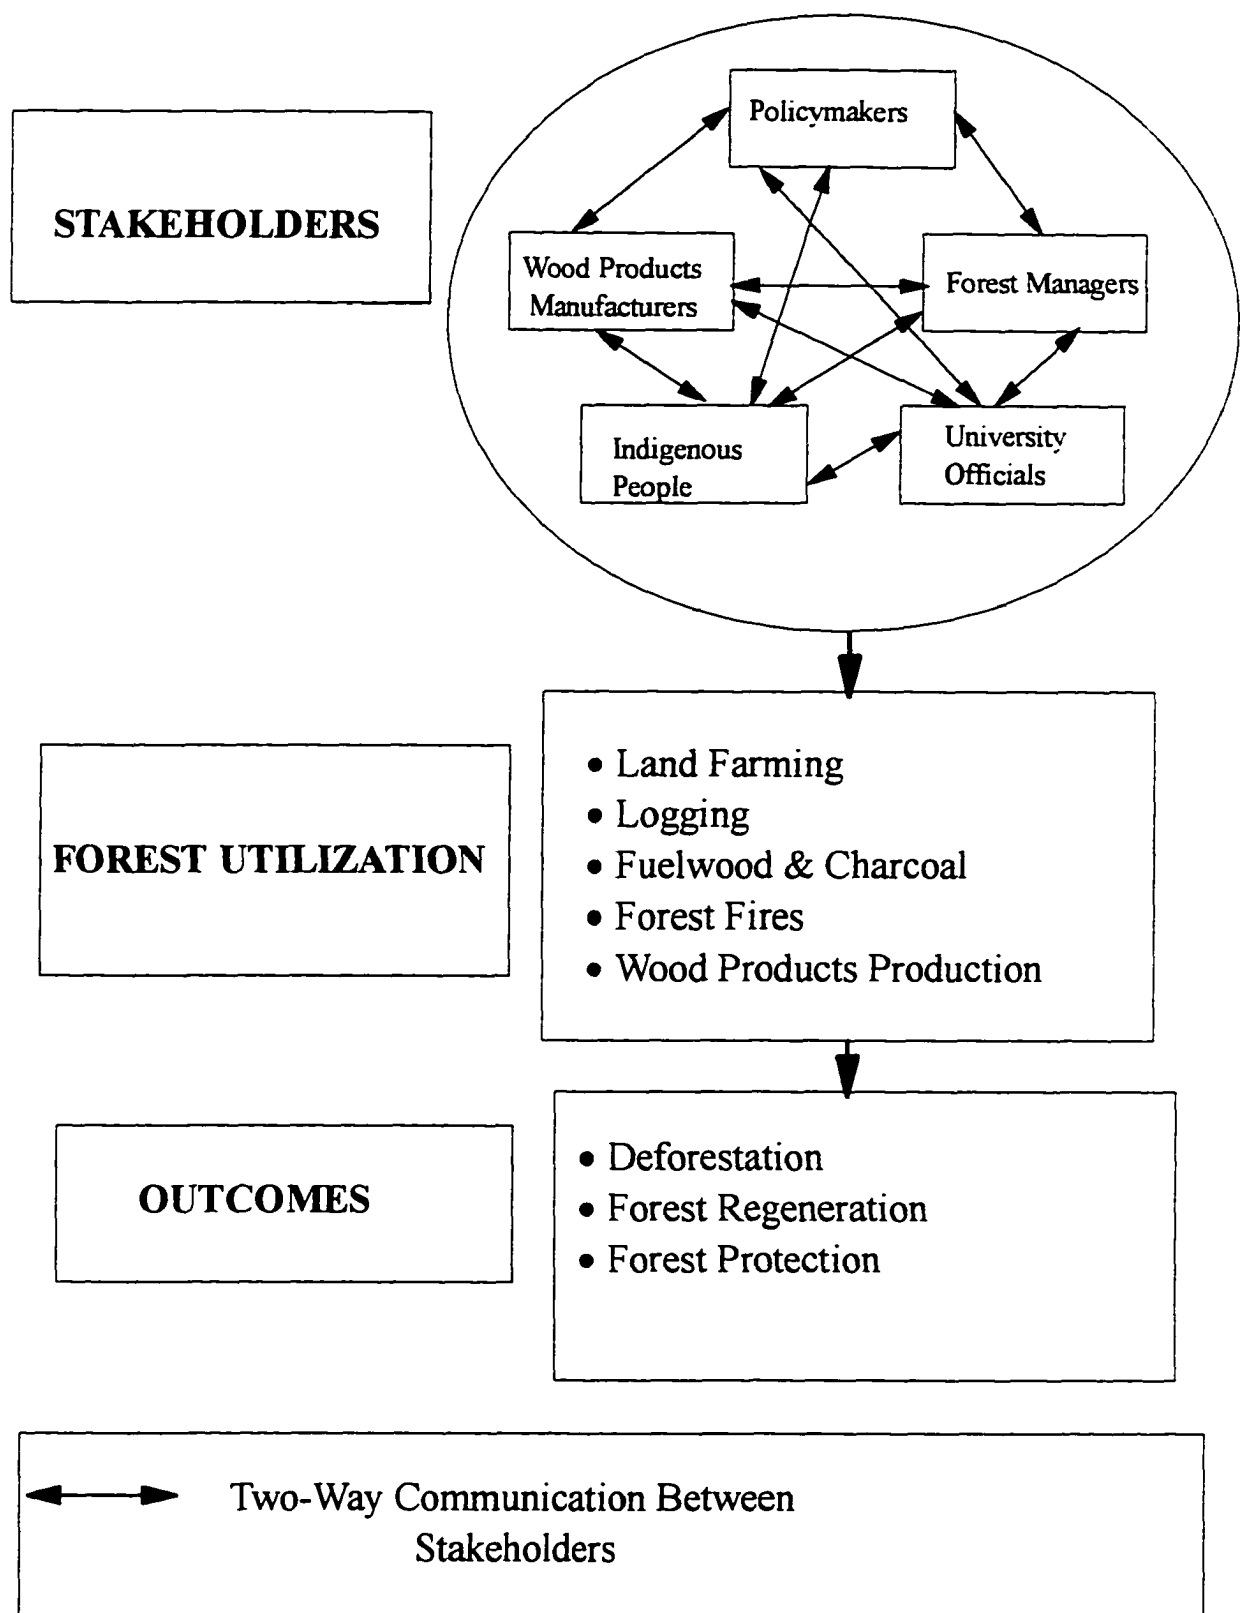 Policymakers
STAKEHOLDERS
Wood Products
Manufacturers
Forest Managers
Indigenous
People
University
Officials
FOREST UTILIZATION
• Land Farming
• Logging
• Fuelwood & Charcoal
• Forest Fires
• Wood Products Production
OUTCOMES
• Deforestation
• Forest Regeneration
• Forest Protection
Two-Way Communication Between
Stakeholders